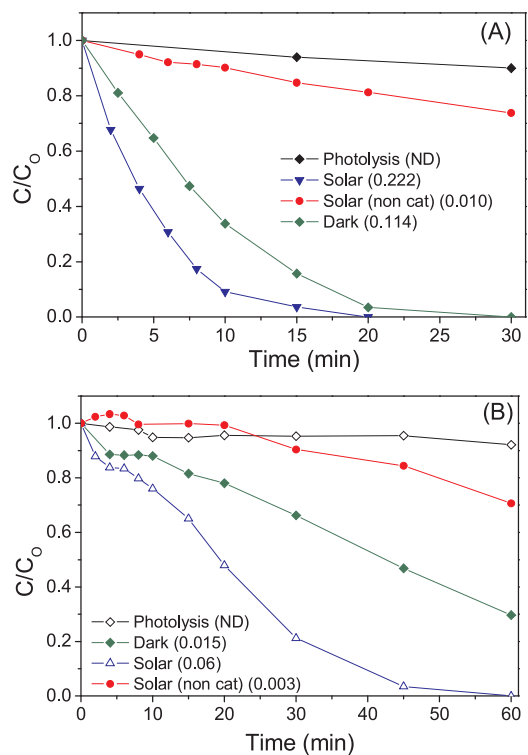 (A)
1.0
0.8
0.6
0.4
0.2
0.0
C/C_O
Photolysis (ND)
Solar (0.222)
Solar (non cat) (0.010)
Dark (0.114)
0 5 10 15 20 25 30
Time (min)
(B)
1.0
0.8
0.6
0.4
0.2
0.0
C/C_O
Photolysis (ND)
Dark (0.015)
Solar (0.06)
Solar (non cat) (0.003)
0 10 20 30 40 50 60
Time (min)